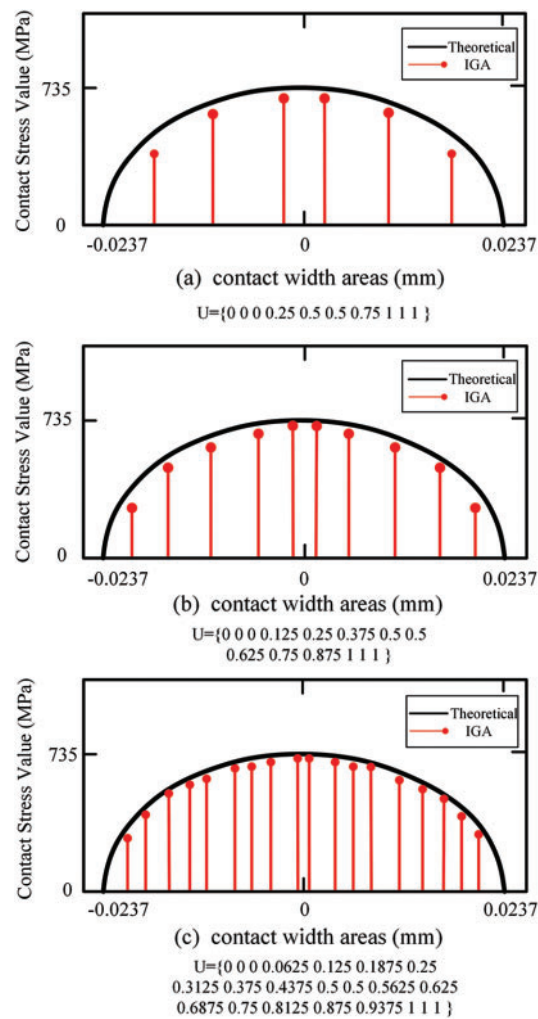 Contact Stress Value (MPa)
735
0
Theoretical
IGA
-0.0237 0 0.0237
(a) contact width areas (mm)
U={0 0 0 0.25 0.5 0.5 0.75 1 1 1 }
Contact Stress Value (MPa)
735
0
Theoretical
IGA
-0.0237 0 0.0237
(b) contact width areas (mm)
U={0 0 0 0.125 0.25 0.375 0.5 0.5
0.625 0.75 0.875 1 1 1 }
Contact Stress Value (MPa)
735
0
Theoretical
IGA
-0.0237 0 0.0237
(c) contact width areas (mm)
U={0 0 0 0.0625 0.125 0.1875 0.25
0.3125 0.375 0.4375 0.5 0.5 0.5625 0.625
0.6875 0.75 0.8125 0.875 0.9375 1 1 1 }